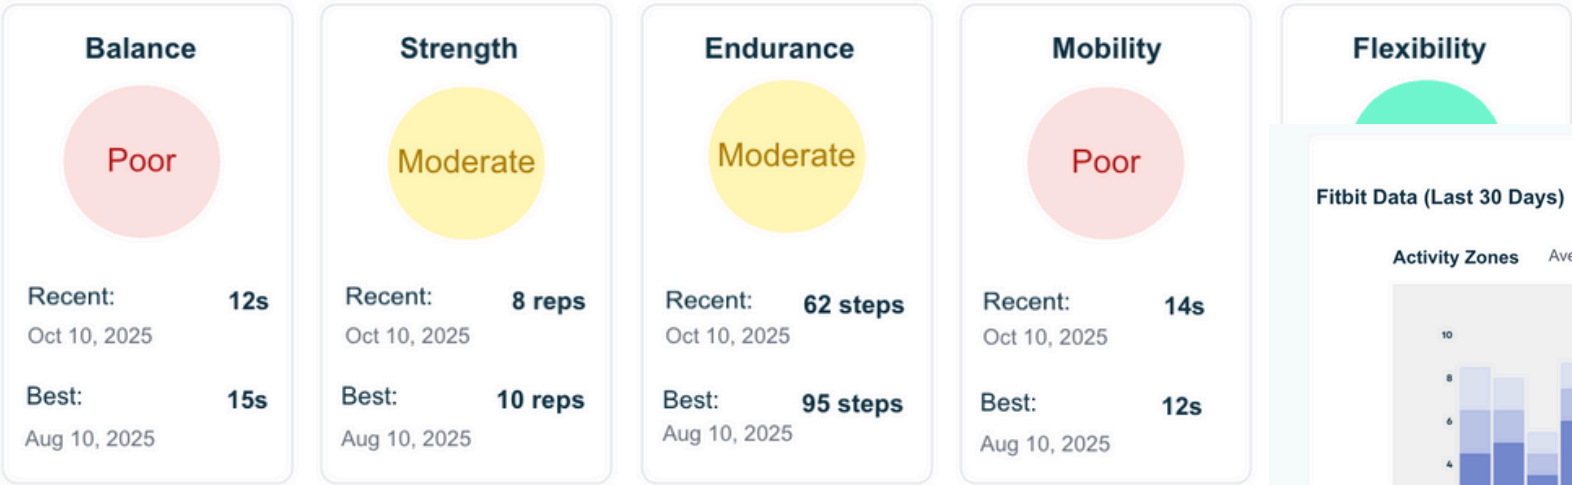 Balance
Poor
Recent: 12s
Oct 10, 2025
Best: 15s
Aug 10, 2025
Strength
Moderate
Recent: 8 reps
Oct 10, 2025
Best: 10 reps
Aug 10, 2025
Endurance
Moderate
Recent: 62 steps
Oct 10, 2025
Best: 95 steps
Aug 10, 2025
Mobility
Poor
Recent: 14s
Oct 10, 2025
Best: 12s
Aug 10, 2025
Flexibility
Fitbit Data (Last 30 Days)
Activity Zones
10
8
6
4